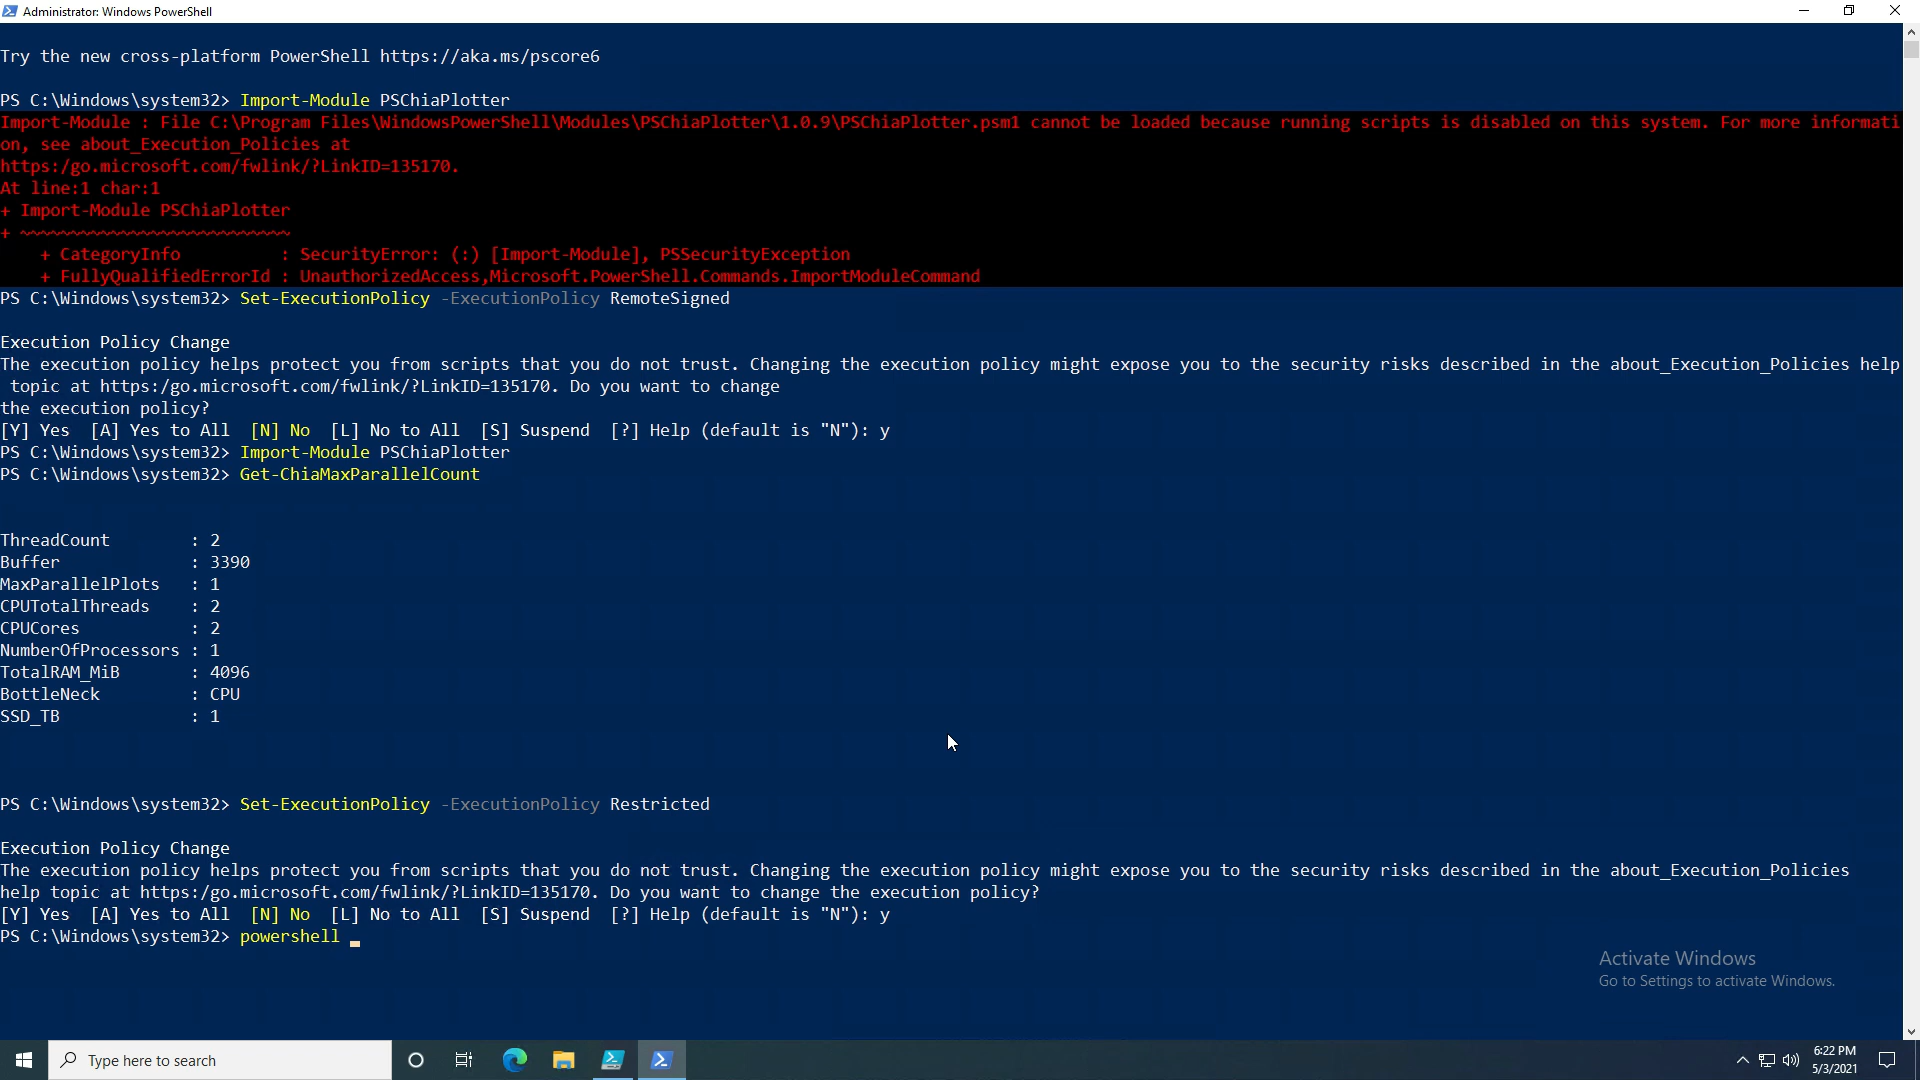 Administrator: Windows PowerShell
Try the new cross-platform PowerShell https://aka.ms/pscore6
PS C:\Windows\system32> Import-Module PSChiaPlotter
Import-Module : File C:\Program Files\WindowsPowerShell\Modules\PSChiaPlotter\1.0.9\PSChiaPlotter.psm1 cannot be loaded because running scripts is disabled on this system. For more informati
on, see about_Execution_Policies at
https:/go.microsoft.com/fwlink/?LinkID=135170.
At line:1 char:1
+ Import-Module PSChiaPlotter
+ ~~~~~~~~~~~~~~~~~~~~~~~~~~~
    + CategoryInfo          : SecurityError: (:) [Import-Module], PSSecurityException
    + FullyQualifiedErrorId : UnauthorizedAccess,Microsoft.PowerShell.Commands.ImportModuleCommand
PS C:\Windows\system32> Set-ExecutionPolicy -ExecutionPolicy RemoteSigned
Execution Policy Change
The execution policy helps protect you from scripts that you do not trust. Changing the execution policy might expose you to the security risks described in the about_Execution_Policies help
 topic at https:/go.microsoft.com/fwlink/?LinkID=135170. Do you want to change
the execution policy?
[Y] Yes  [A] Yes to All  [N] No  [L] No to All  [S] Suspend  [?] Help (default is "N"): y
PS C:\Windows\system32> Import-Module PSChiaPlotter
PS C:\Windows\system32> Get-ChiaMaxParallelCount
ThreadCount        : 2
Buffer             : 3390
MaxParallelPlots   : 1
CPUTotalThreads    : 2
CPUCores           : 2
NumberOfProcessors : 1
TotalRAM_MiB       : 4096
BottleNeck         : CPU
SSD_TB             : 1
PS C:\Windows\system32> Set-ExecutionPolicy -ExecutionPolicy Restricted
Execution Policy Change
The execution policy helps protect you from scripts that you do not trust. Changing the execution policy might expose you to the security risks described in the about_Execution_Policies
help topic at https:/go.microsoft.com/fwlink/?LinkID=135170. Do you want to change the execution policy?
[Y] Yes  [A] Yes to All  [N] No  [L] No to All  [S] Suspend  [?] Help (default is "N"): y
PS C:\Windows\system32> powershell
Activate Windows
Go to Settings to activate Windows.
Type here to search
6:22 PM
5/3/2021